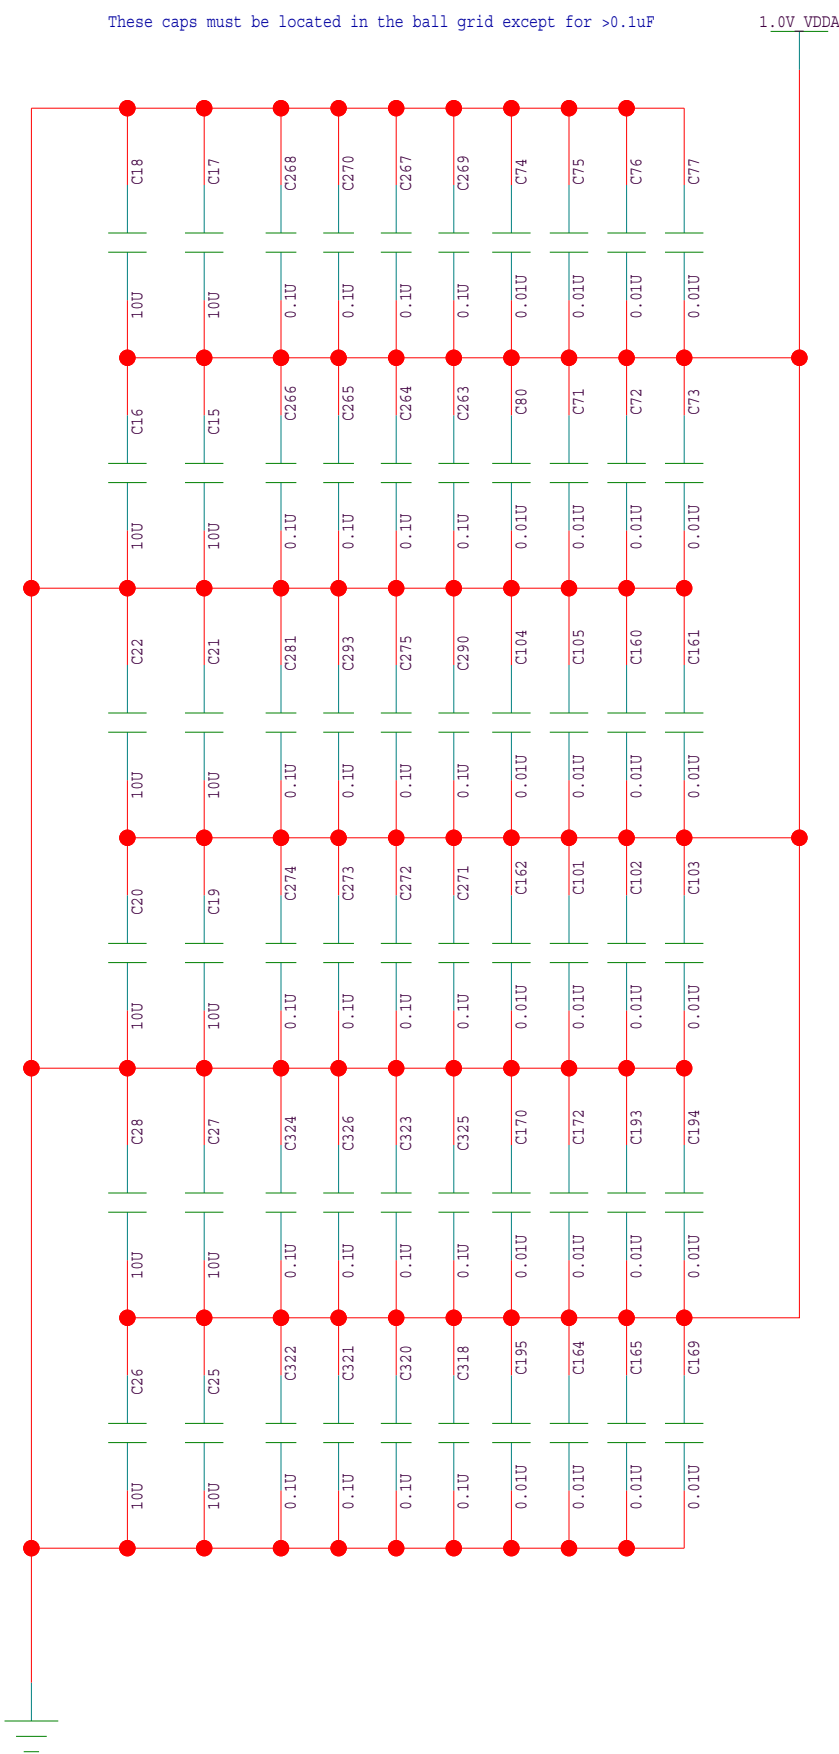 These caps must be located in the ball grid except for >0.1uF
1.0V_VDDA
C18 C17 C268 C270 C267 C269 C74 C75 C76 C77
10U 10U 0.1U 0.1U 0.1U 0.1U 0.01U 0.01U 0.01U 0.01U
C16 C15 C266 C265 C264 C263 C80 C71 C72 C73
10U 10U 0.1U 0.1U 0.1U 0.1U 0.01U 0.01U 0.01U 0.01U
C22 C21 C281 C293 C275 C290 C104 C105 C160 C161
10U 10U 0.1U 0.1U 0.1U 0.1U 0.01U 0.01U 0.01U 0.01U
C20 C19 C274 C273 C272 C271 C162 C101 C102 C103
10U 10U 0.1U 0.1U 0.1U 0.1U 0.01U 0.01U 0.01U 0.01U
C28 C27 C324 C326 C323 C325 C170 C172 C193 C194
10U 10U 0.1U 0.1U 0.1U 0.1U 0.01U 0.01U 0.01U 0.01U
C26 C25 C322 C321 C320 C318 C195 C164 C165 C169
10U 10U 0.1U 0.1U 0.1U 0.1U 0.01U 0.01U 0.01U 0.01U